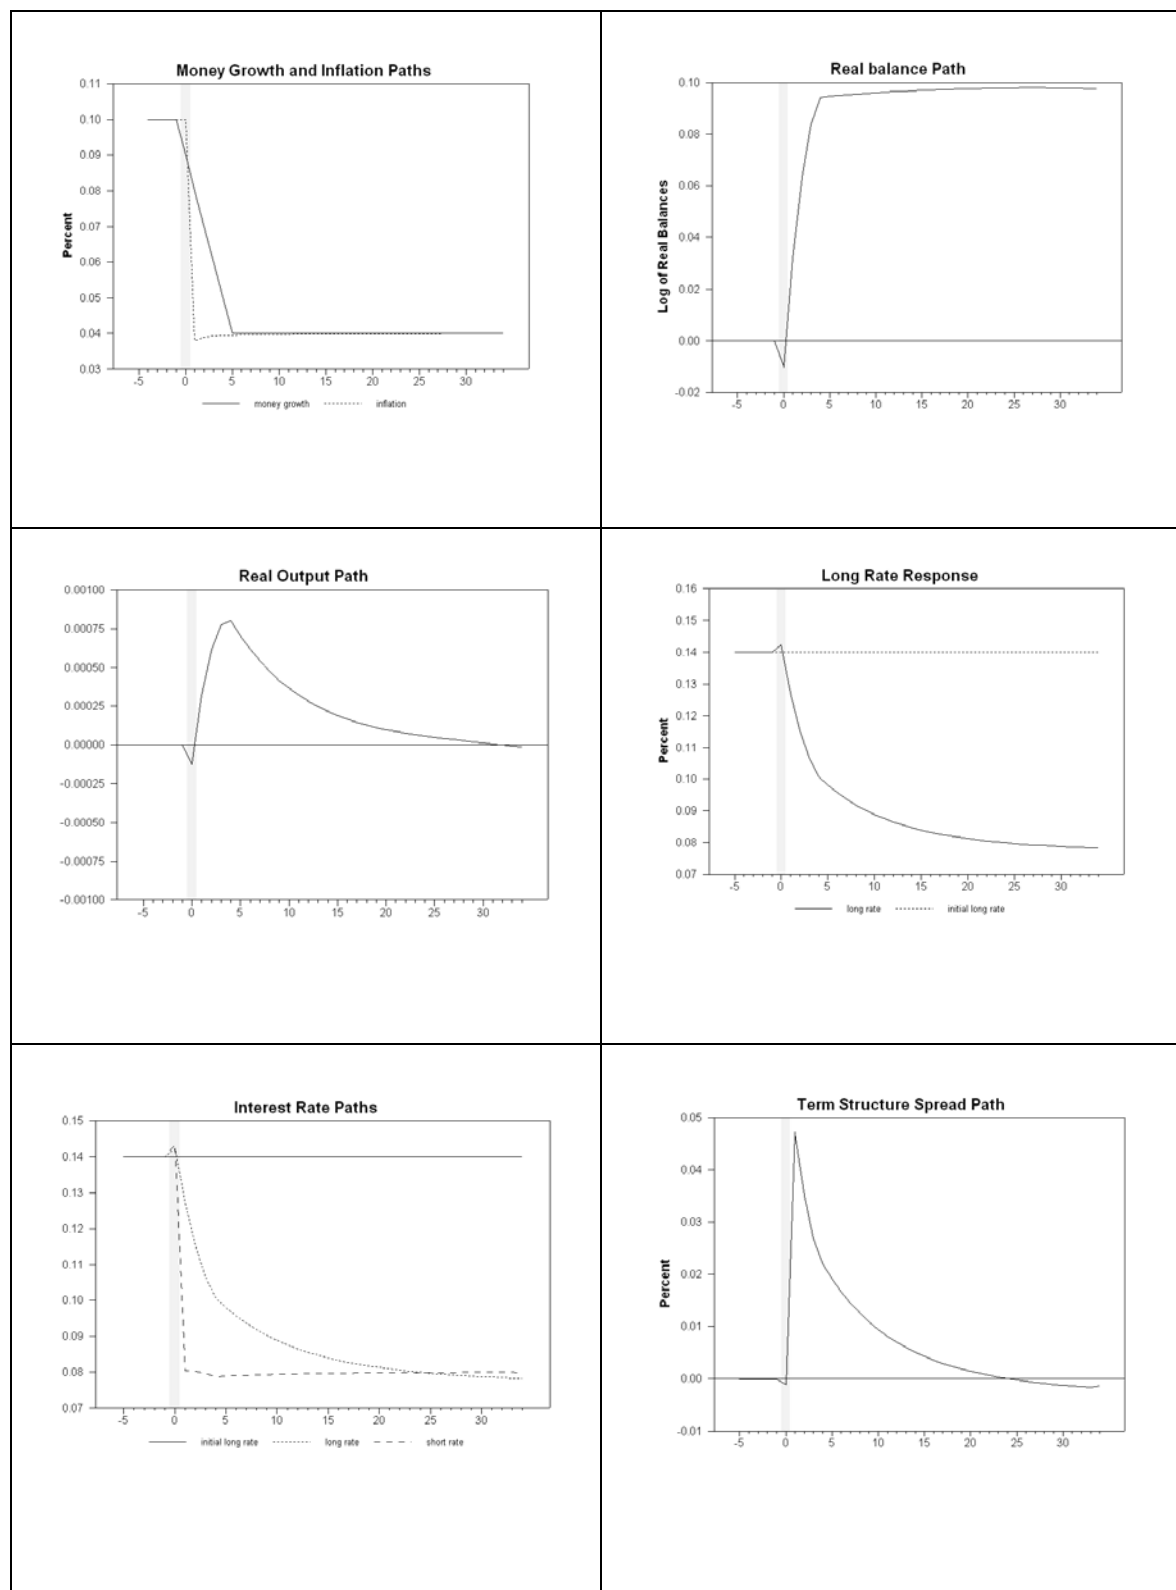 Money Growth and Inflation Paths
0.11
0.10
0.09
0.08
0.07
0.06
0.05
0.04
0.03
Percent
-5 0 5 10 15 20 25 30
money growth inflation
Real balance Path
0.10
0.08
0.06
0.04
0.02
0.00
-0.02
Log of Real Balances
-5 0 5 10 15 20 25 30
Real Output Path
0.00100
0.00075
0.00050
0.00025
0.00000
-0.00025
-0.00050
-0.00075
-0.00100
-5 0 5 10 15 20 25 30
Long Rate Response
0.16
0.15
0.14
0.13
0.12
0.11
0.10
0.09
0.08
0.07
Percent
-5 0 5 10 15 20 25 30
long rate initial long rate
Interest Rate Paths
0.15
0.14
0.13
0.12
0.11
0.10
0.09
0.08
0.07
-5 0 5 10 15 20 25 30
initial long rate long rate short rate
Term Structure Spread Path
0.05
0.04
0.03
0.02
0.01
0.00
-0.01
Percent
-5 0 5 10 15 20 25 30